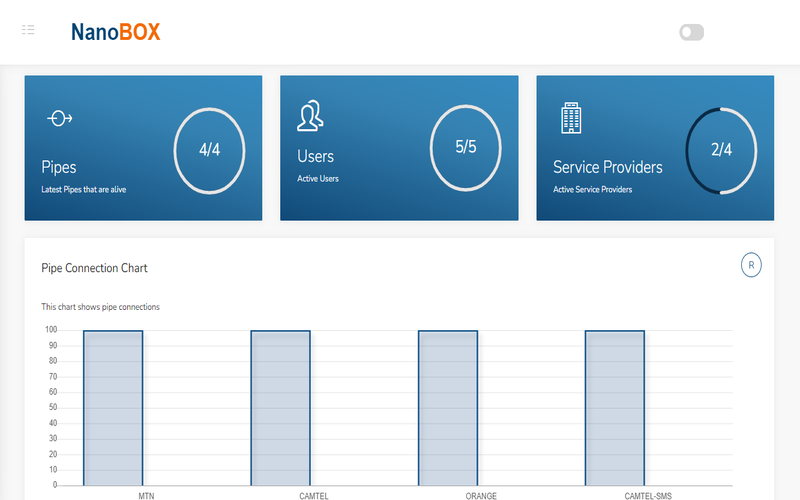 NanoBOX
4/4
Pipes
Latest Pipes that are alive
5/5
Users
Active Users
2/4
Service Providers
Active Service Providers
Pipe Connection Chart
R
This chart shows pipe connections
100
90
80
70
60
50
40
30
20
10
0
MTN CAMTEL ORANGE CAMTEL-SMS